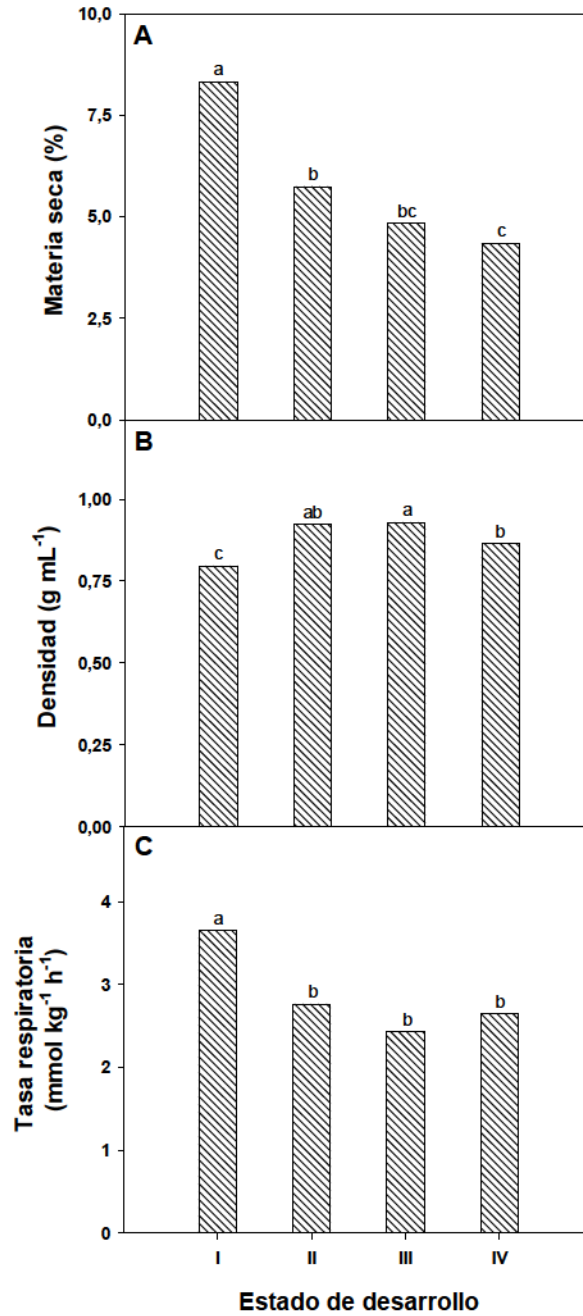 10,0
A
a
7,5
b
bc
5,0
c
2,5
0,0
Materia seca (%)
B
1,00
ab
a
b
c
0,75
0,50
0,25
0,00
Densidad (g mL⁻¹)
C
4
a
3
b
b
b
2
1
0
Tasa respiratoria
(mmol kg⁻¹ h⁻¹)
I II III IV
Estado de desarrollo